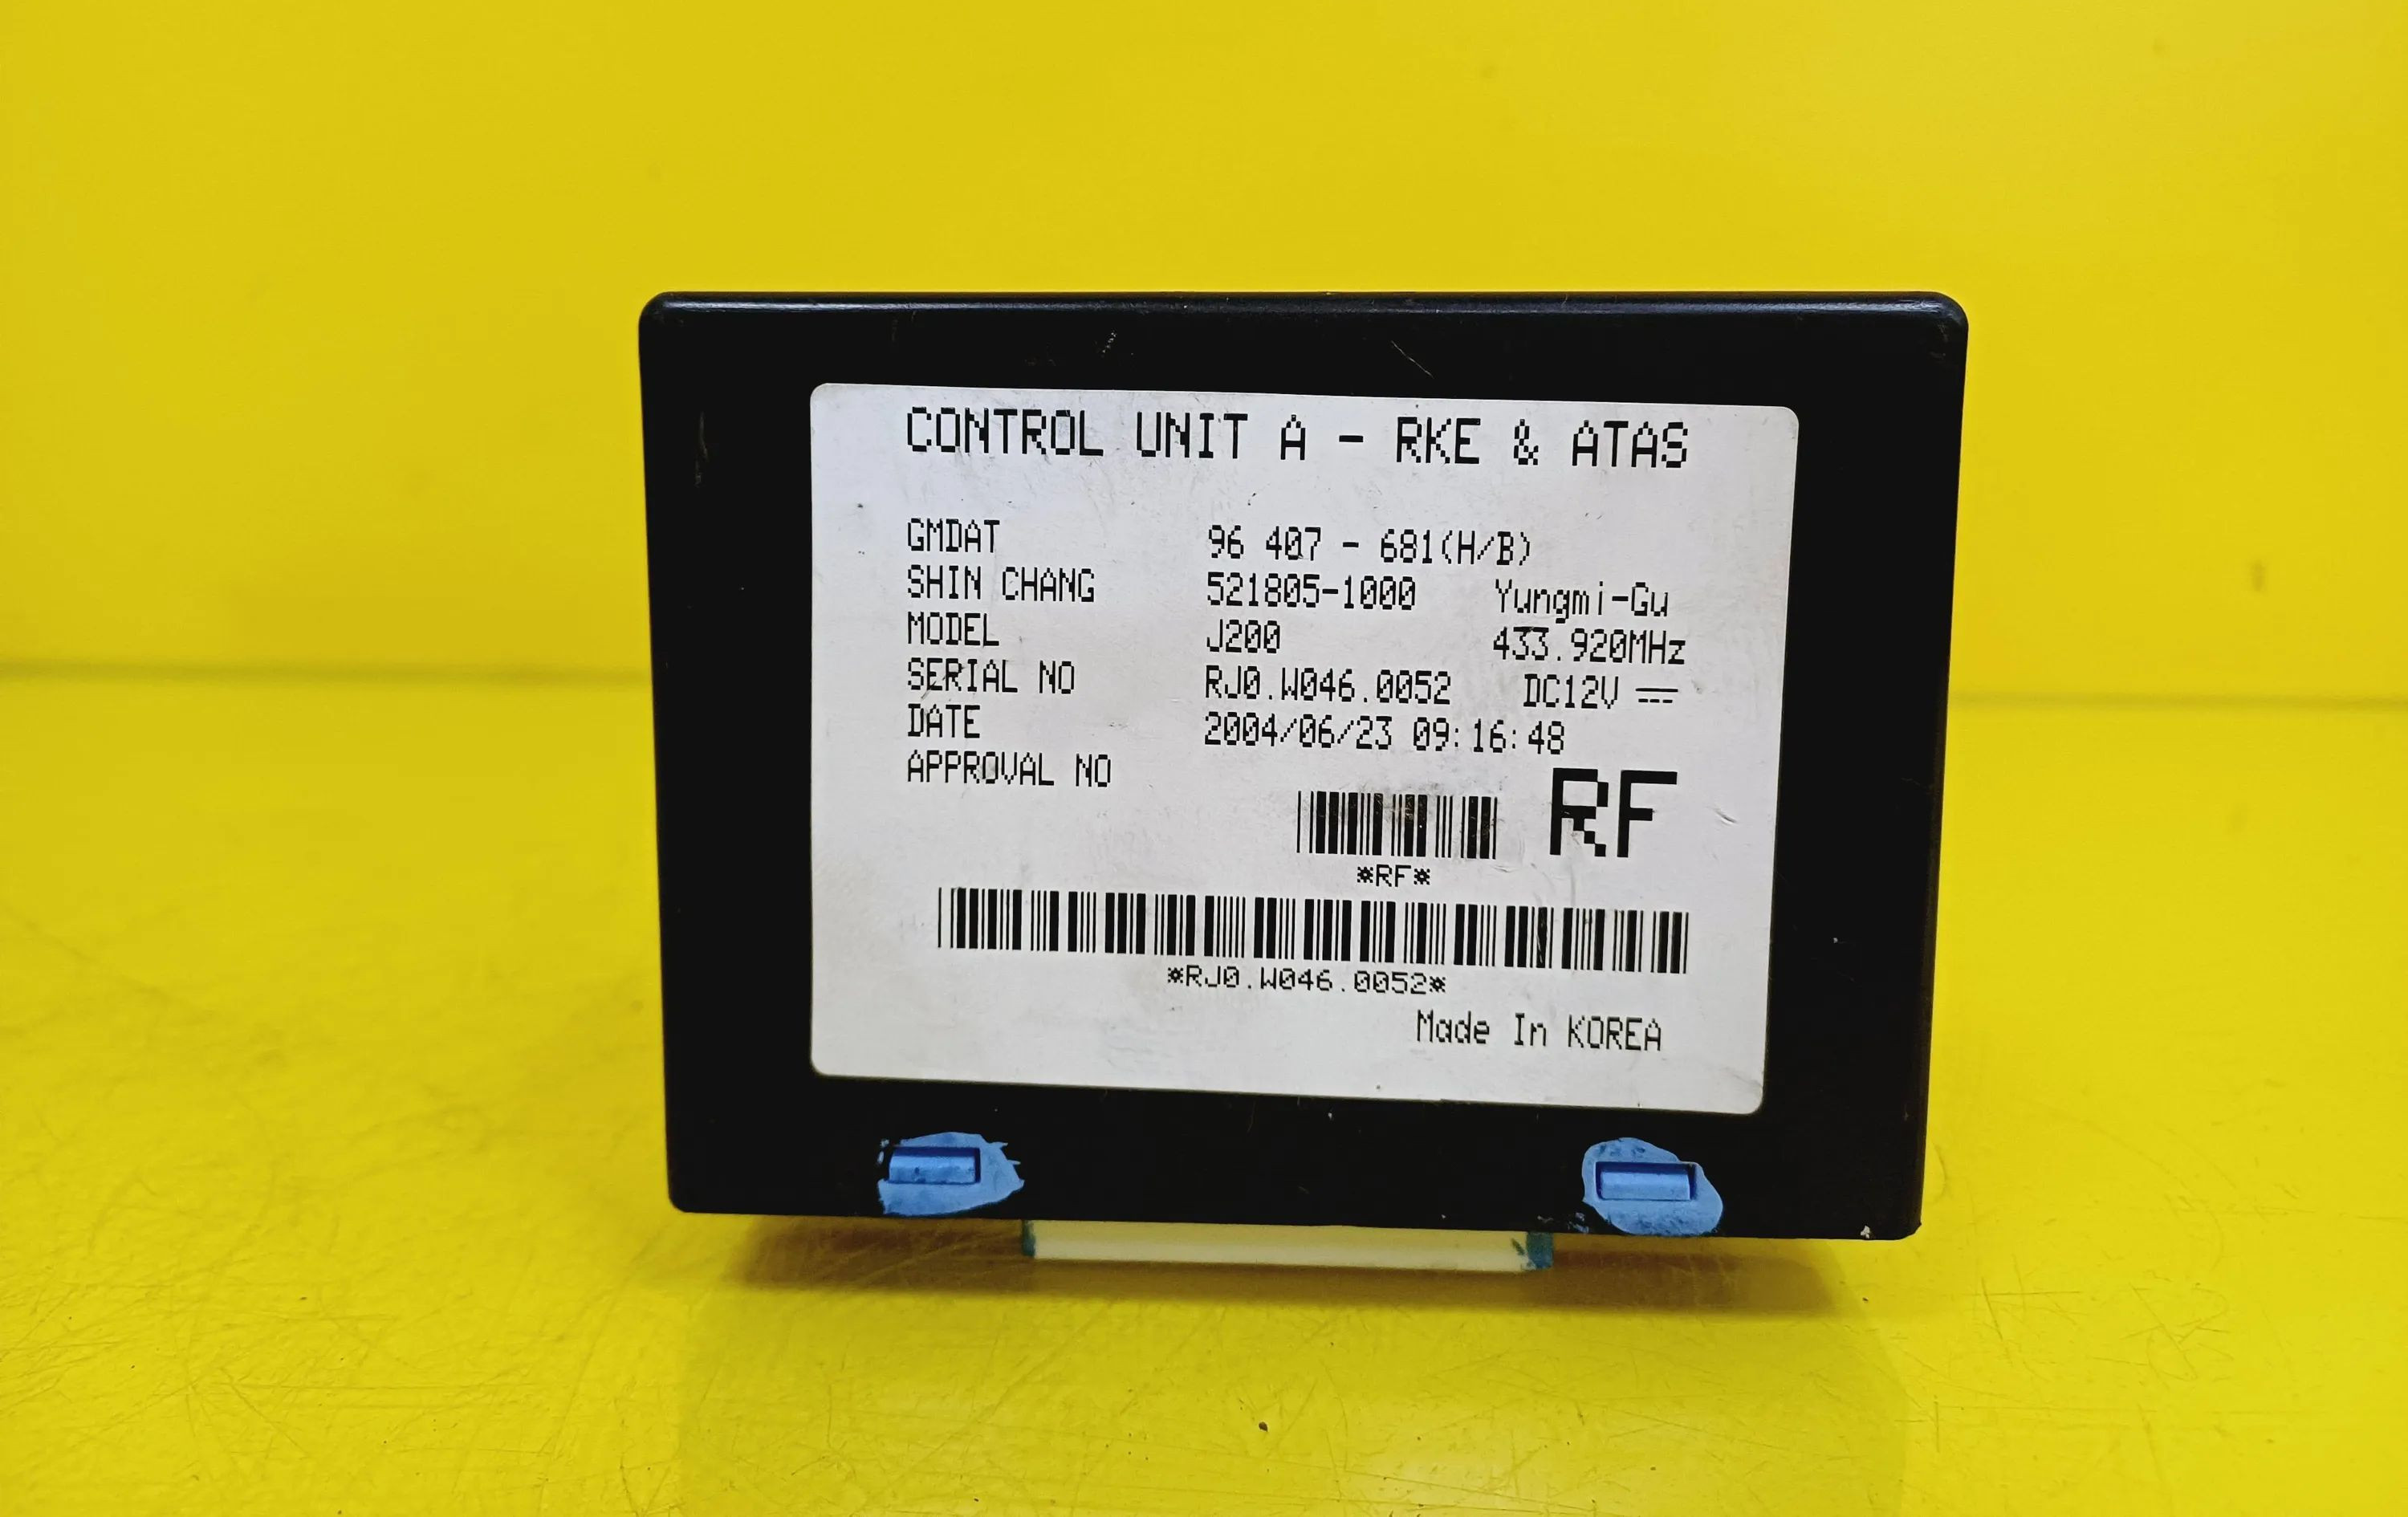 CONTROL UNIT A - RKE & ATAS
GMDAT 96 407 - 681(H/B)
SHIN CHANG 521805-1000 Yungmi-Gu
MODEL J200 433.920MHz
SERIAL NO RJ0.W046.0052 DC12V ⎓
DATE 2004/06/23 09:16:48
APPROVAL NO
RF
*RF*
*RJ0.W046.0052*
Made In KOREA